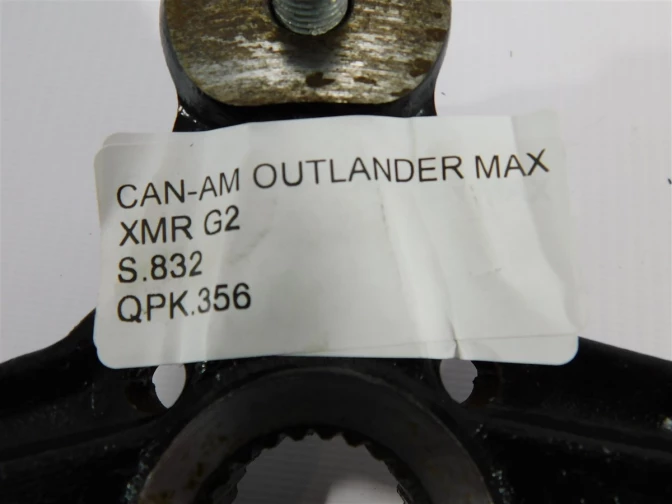 CAN-AM OUTLANDER MAX
XMR G2
S.832
QPK.356